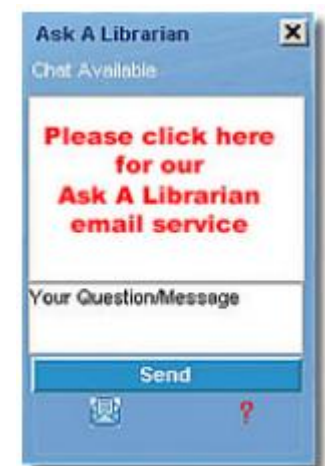 Ask A Librarian
Chat Available
Please click here
for our
Ask A Librarian
email service
Your Question/Message
Send
?